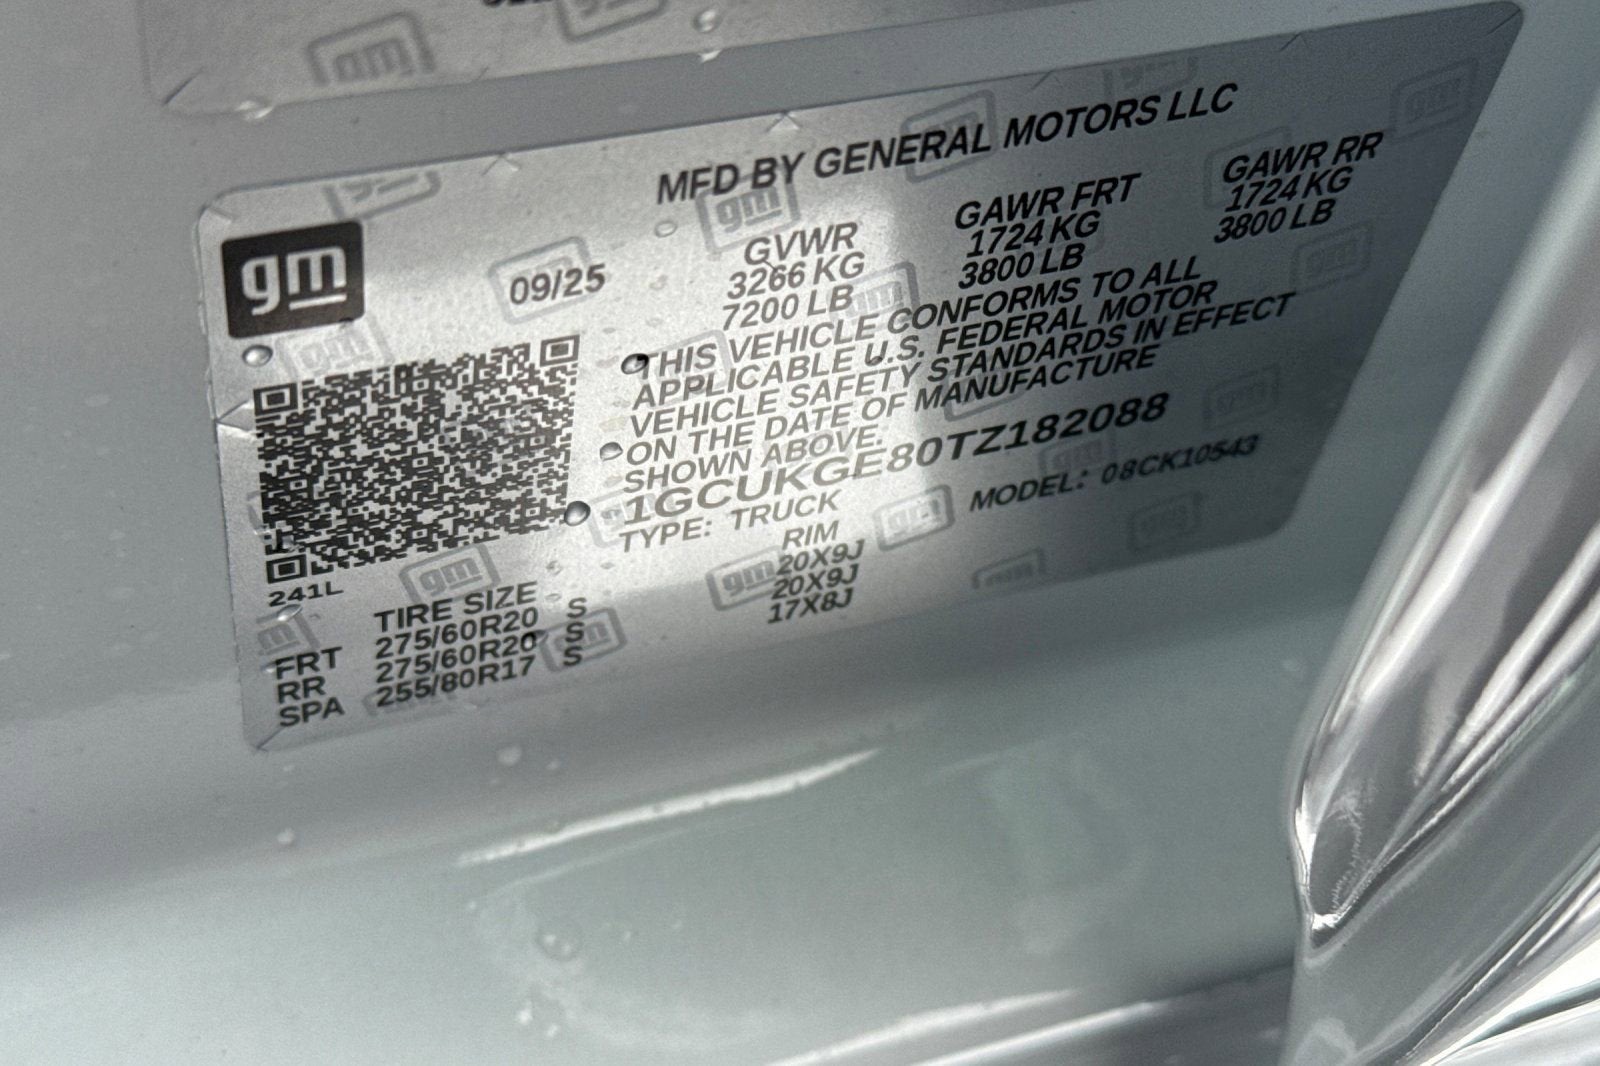 MFD BY GENERAL MOTORS LLC
gm
09/25
GVWR GAWR FRT GAWR RR
3266 KG 1724 KG 1724 KG
7200 LB 3800 LB 3800 LB
THIS VEHICLE CONFORMS TO ALL
APPLICABLE U.S. FEDERAL MOTOR
VEHICLE SAFETY STANDARDS IN EFFECT
ON THE DATE OF MANUFACTURE
SHOWN ABOVE.
1GCUKGE80TZ182088
TYPE: TRUCK MODEL: 08CK10543
241L
TIRE SIZE RIM
FRT 275/60R20 S 20X9J
RR 275/60R20 S 20X9J
SPA 255/80R17 S 17X8J